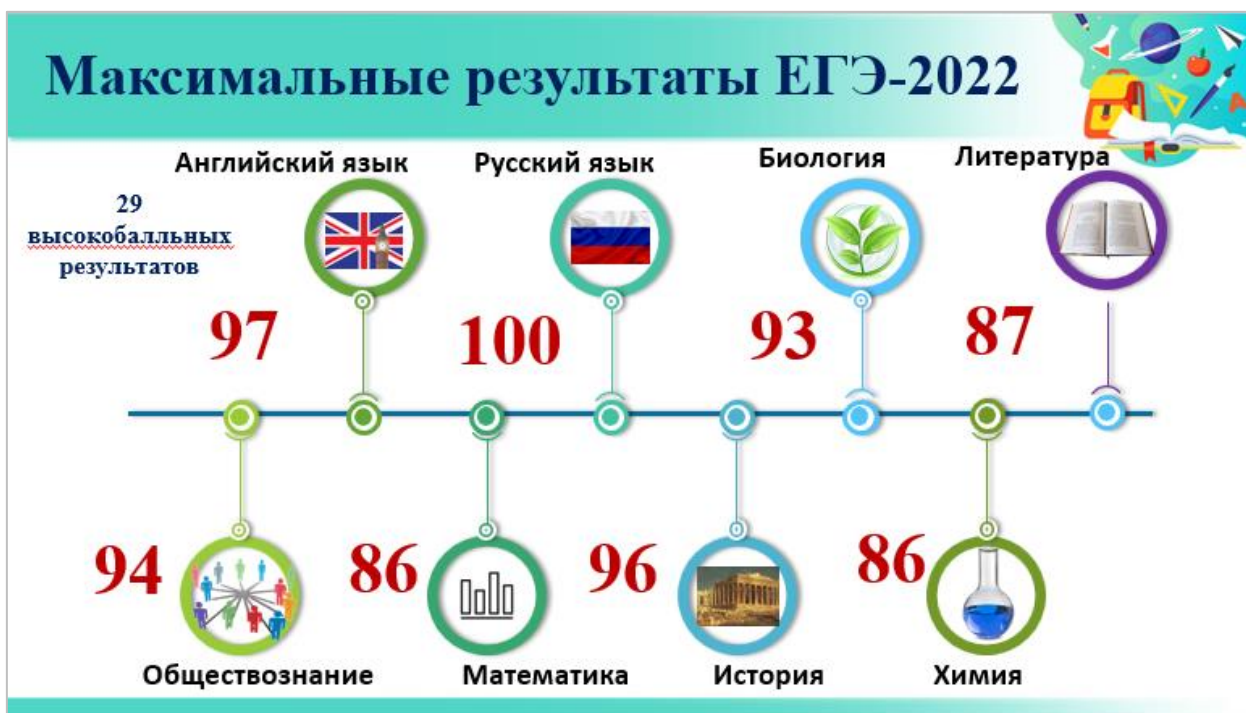 Максимальные результаты ЕГЭ-2022
Английский язык
Русский язык
Биология
Литература
29
высокобалльных
результатов
97
100
93
87
94
86
96
86
Обществознание
Математика
История
Химия